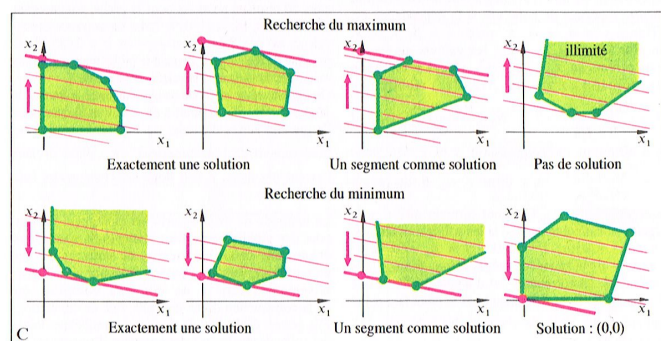 Recherche du maximum
x2
x2
x2
x2
illimité
x1
x1
x1
x1
Exactement une solution
Un segment comme solution
Pas de solution
Recherche du minimum
x2
x2
x2
x2
x1
x1
x1
x1
C
Exactement une solution
Un segment comme solution
Solution : (0,0)